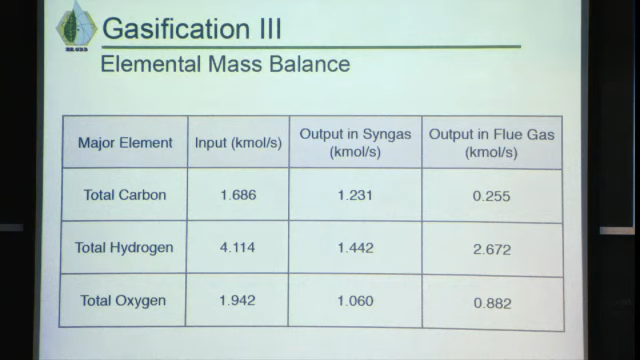 Gasification III
Elemental Mass Balance
Major Element Input (kmol/s) Output in Syngas (kmol/s) Output in Flue Gas (kmol/s)
Total Carbon 1.686 1.231 0.255
Total Hydrogen 4.114 1.442 2.672
Total Oxygen 1.942 1.060 0.882